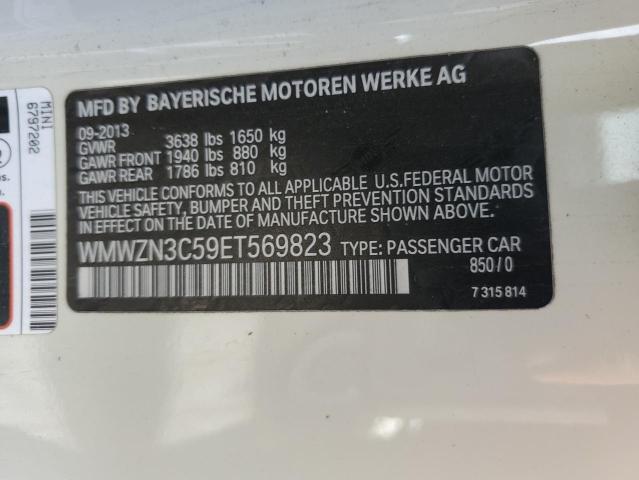 MINI
6797202
us.
n.
MFD BY BAYERISCHE MOTOREN WERKE AG
09-2013
GVWR 3638 lbs 1650 kg
GAWR FRONT 1940 lbs 880 kg
GAWR REAR 1786 lbs 810 kg
THIS VEHICLE CONFORMS TO ALL APPLICABLE U.S.FEDERAL MOTOR
VEHICLE SAFETY, BUMPER AND THEFT PREVENTION STANDARDS
IN EFFECT ON THE DATE OF MANUFACTURE SHOWN ABOVE.
WMWZN3C59ET569823 TYPE: PASSENGER CAR
850/0
7 315 814